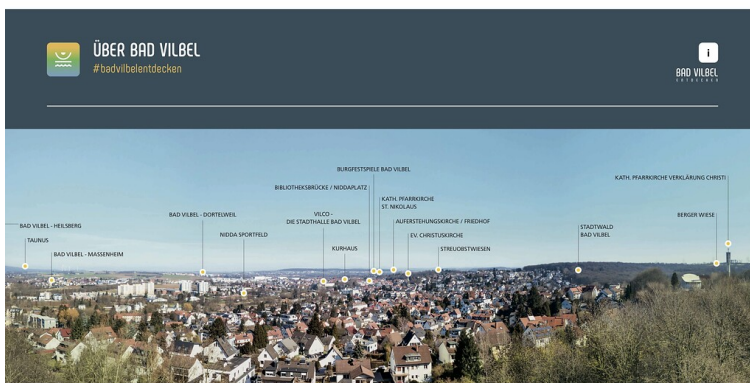 ÜBER BAD VILBEL
#badvilbelentdecken
i
BAD VILBEL
ENTDECKEN
BURGFESTSPIELE BAD VILBEL
KATH. PFARRKIRCHE VERKLÄRUNG CHRISTI
BIBLIOTHEKSBRÜCKE / NIDDAPLATZ
KATH. PFARRKIRCHE
ST. NIKOLAUS
BAD VILBEL - DORTELWEIL
VILCO -
DIE STADTHALLE BAD VILBEL
AUFERSTEHUNGSKIRCHE / FRIEDHOF
BERGER WIESE
BAD VILBEL - HEILSBERG
NIDDA SPORTFELD
EV. CHRISTUSKIRCHE
STADTWALD
BAD VILBEL
TAUNUS
KURHAUS
STREUOBSTWIESEN
BAD VILBEL - MASSENHEIM